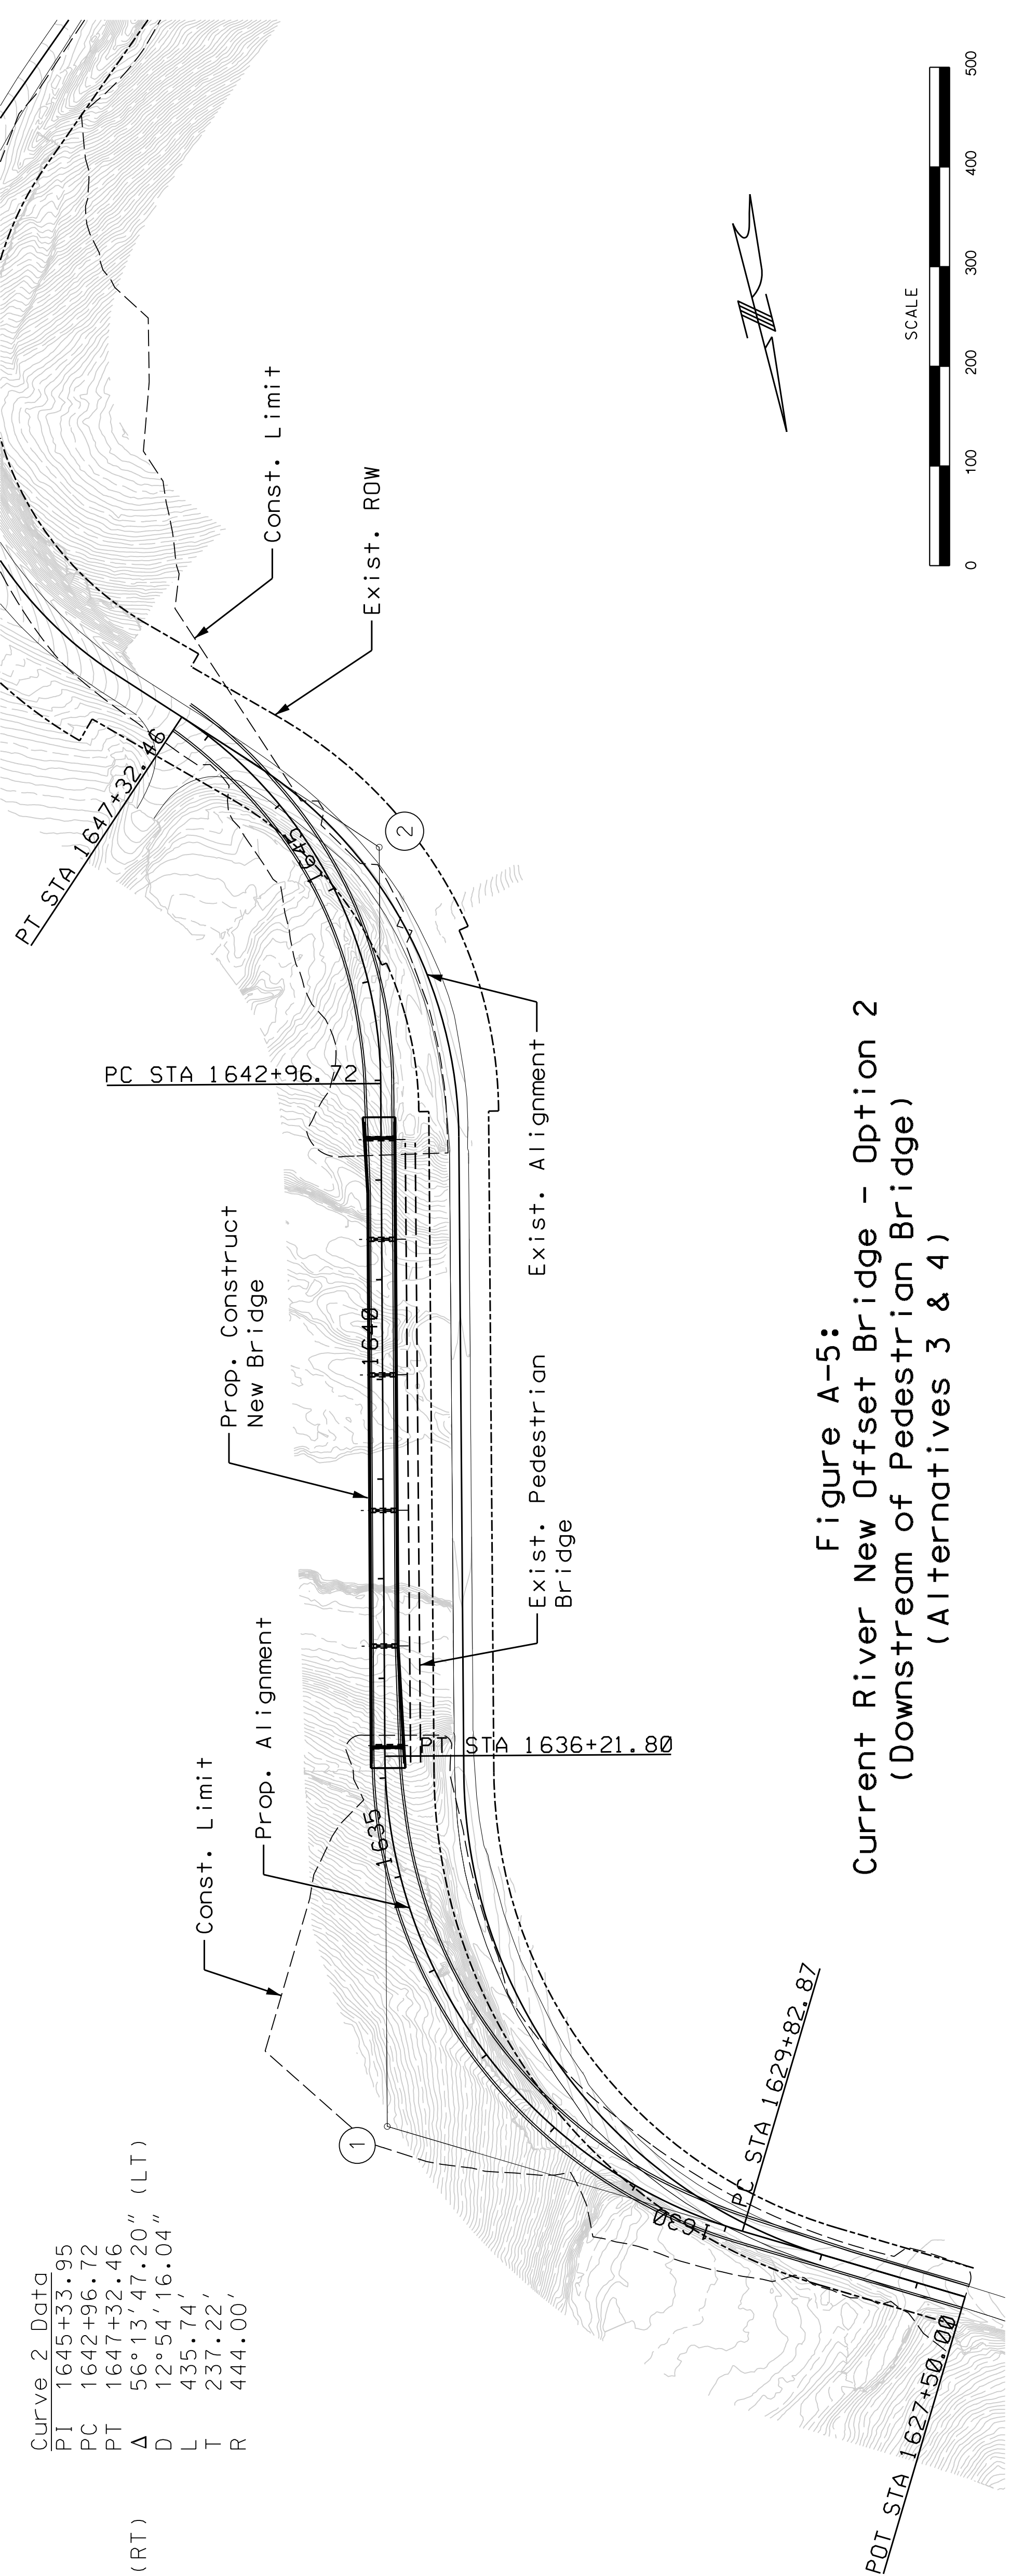 Curve 2 Data
PI 1645+33.95
PC 1642+96.72
PT 1647+32.46
(RT) Δ 56°13'47.20" (LT)
D 12°54'16.04"
L 435.74'
T 237.22'
R 444.00'
PT STA 1647+32.46
PC STA 1642+96.72
Const. Limit
Prop. Alignment
Prop. Construct
New Bridge
Const. Limit
Exist. ROW
1
2
1630
1635
1640
1645
PT STA 1636+21.80
Exist. Pedestrian
Bridge
Exist. Alignment
POT STA 1627+50.00
PC STA 1629+82.87
Figure A-5:
Current River New Offset Bridge - Option 2
(Downstream of Pedestrian Bridge)
(Alternatives 3 & 4)
SCALE
0 100 200 300 400 500